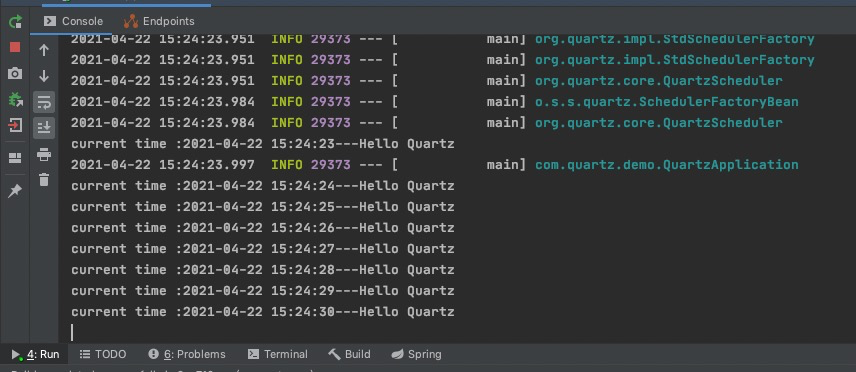 Console Endpoints
2021-04-22 15:24:23.951  INFO 29373 --- [           main] org.quartz.impl.StdSchedulerFactory
2021-04-22 15:24:23.951  INFO 29373 --- [           main] org.quartz.impl.StdSchedulerFactory
2021-04-22 15:24:23.951  INFO 29373 --- [           main] org.quartz.core.QuartzScheduler
2021-04-22 15:24:23.984  INFO 29373 --- [           main] o.s.s.quartz.SchedulerFactoryBean
2021-04-22 15:24:23.984  INFO 29373 --- [           main] org.quartz.core.QuartzScheduler
current time :2021-04-22 15:24:23---Hello Quartz
2021-04-22 15:24:23.997  INFO 29373 --- [           main] com.quartz.demo.QuartzApplication
current time :2021-04-22 15:24:24---Hello Quartz
current time :2021-04-22 15:24:25---Hello Quartz
current time :2021-04-22 15:24:26---Hello Quartz
current time :2021-04-22 15:24:27---Hello Quartz
current time :2021-04-22 15:24:28---Hello Quartz
current time :2021-04-22 15:24:29---Hello Quartz
current time :2021-04-22 15:24:30---Hello Quartz
4: Run TODO 6: Problems Terminal Build Spring